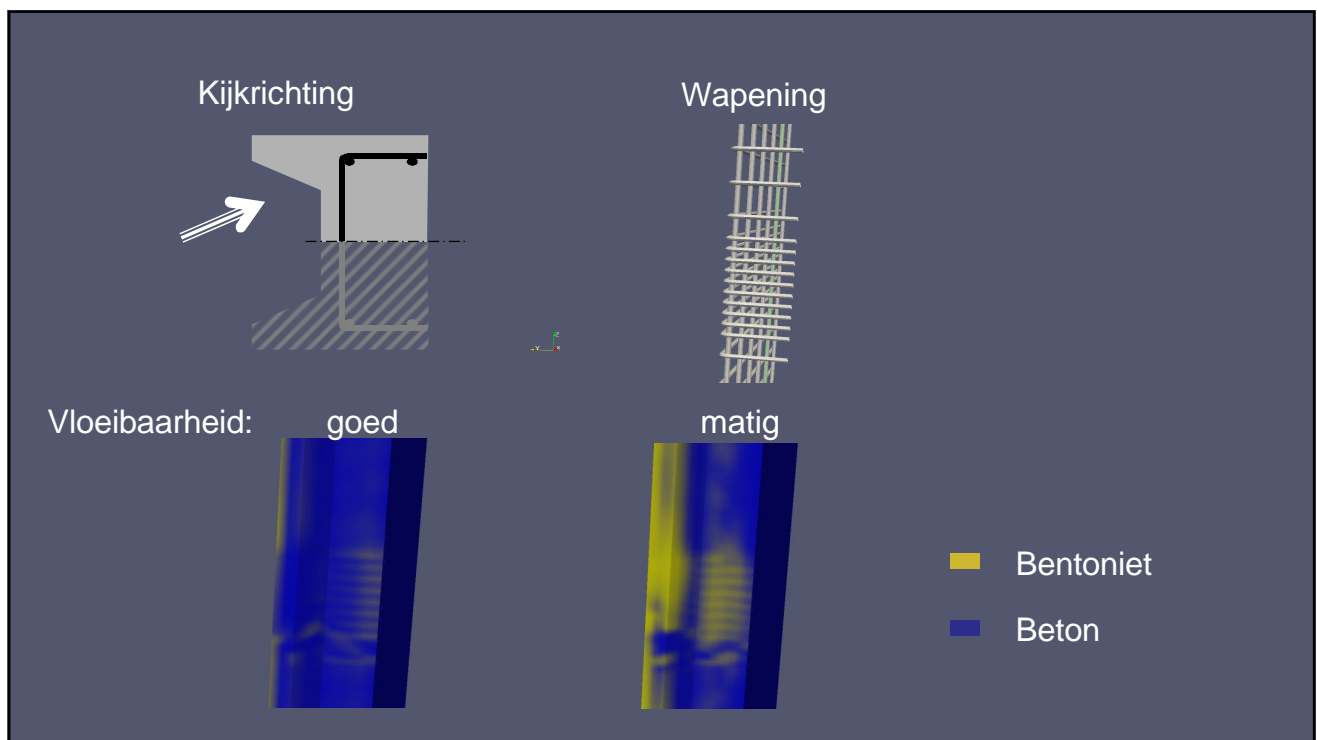 Kijkrichting
Wapening
Vloeibaarheid: goed matig
Bentoniet
Beton